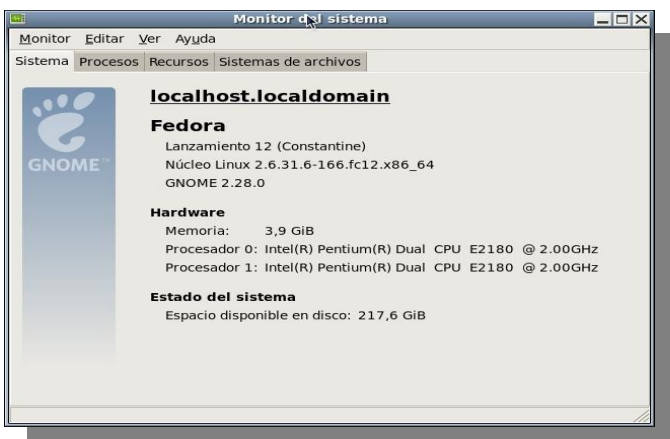 Monitor del sistema
Monitor Editar Ver Ayuda
Sistema Procesos Recursos Sistemas de archivos
GNOME™
localhost.localdomain
Fedora
Lanzamiento 12 (Constantine)
Núcleo Linux 2.6.31.6-166.fc12.x86_64
GNOME 2.28.0
Hardware
Memoria: 3,9 GiB
Procesador 0: Intel(R) Pentium(R) Dual CPU E2180 @ 2.00GHz
Procesador 1: Intel(R) Pentium(R) Dual CPU E2180 @ 2.00GHz
Estado del sistema
Espacio disponible en disco: 217,6 GiB